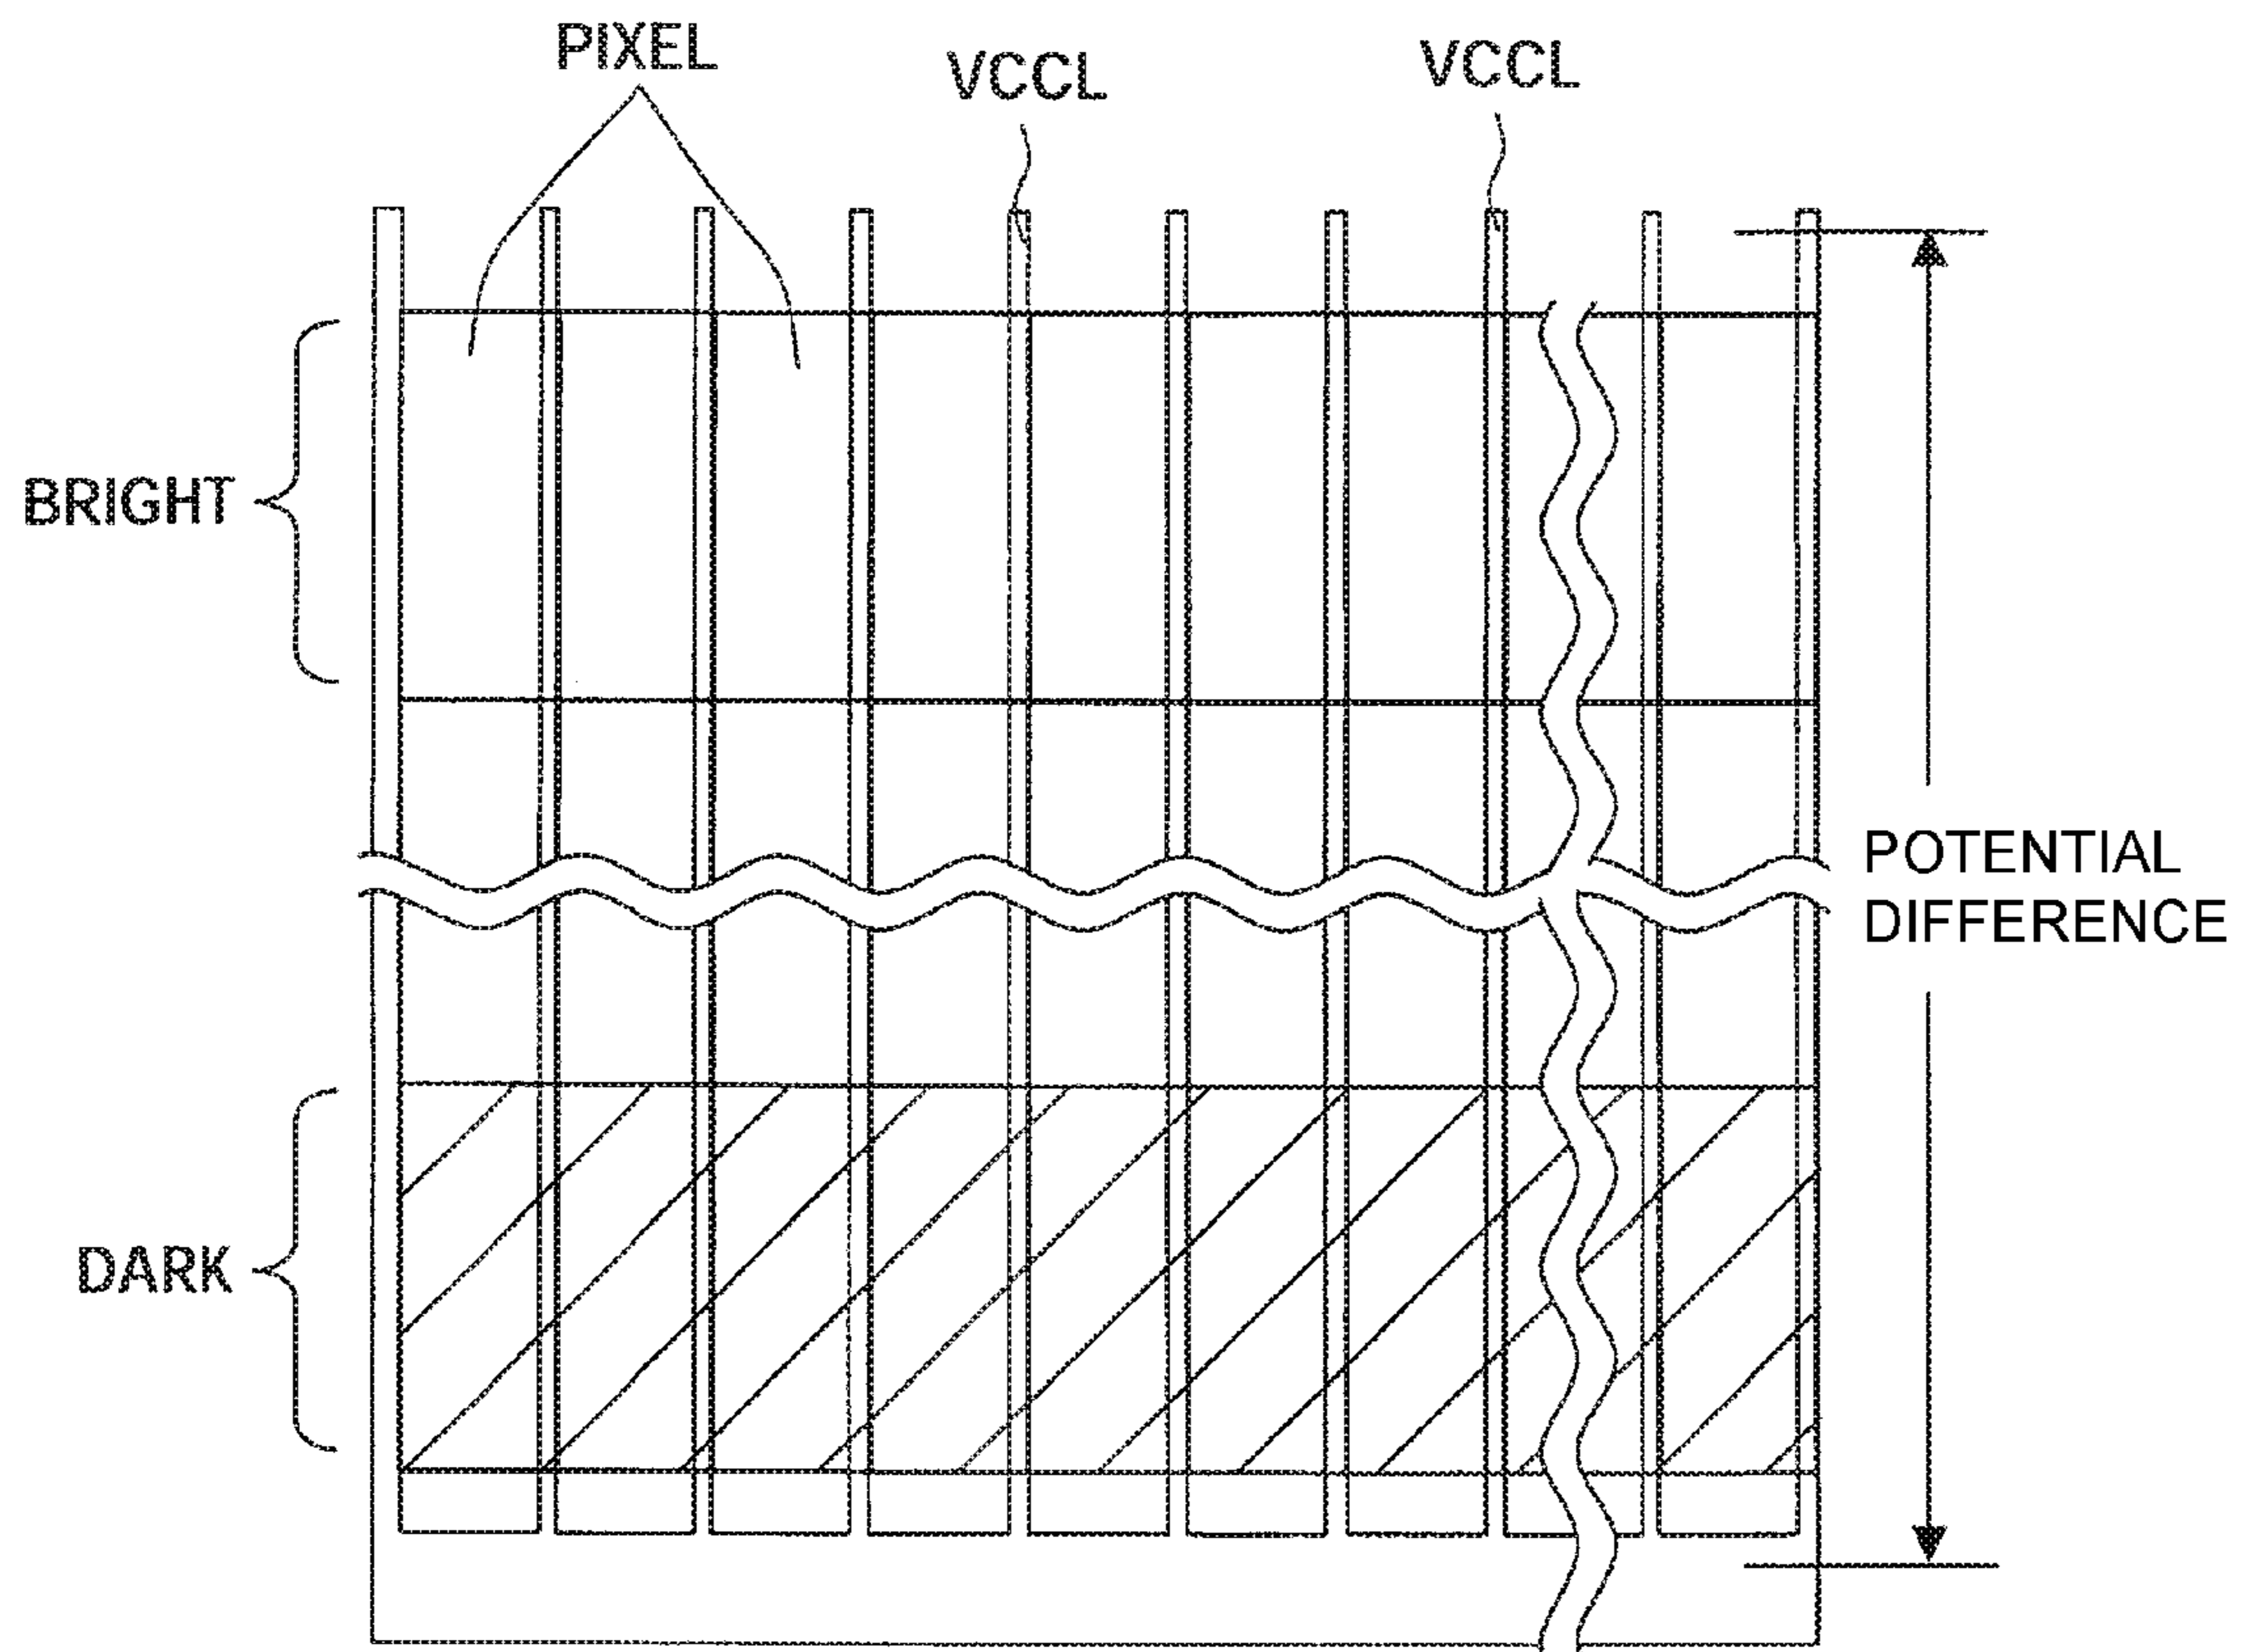 PIXEL
VCCL
VCCL
BRIGHT
POTENTIAL
DIFFERENCE
DARK